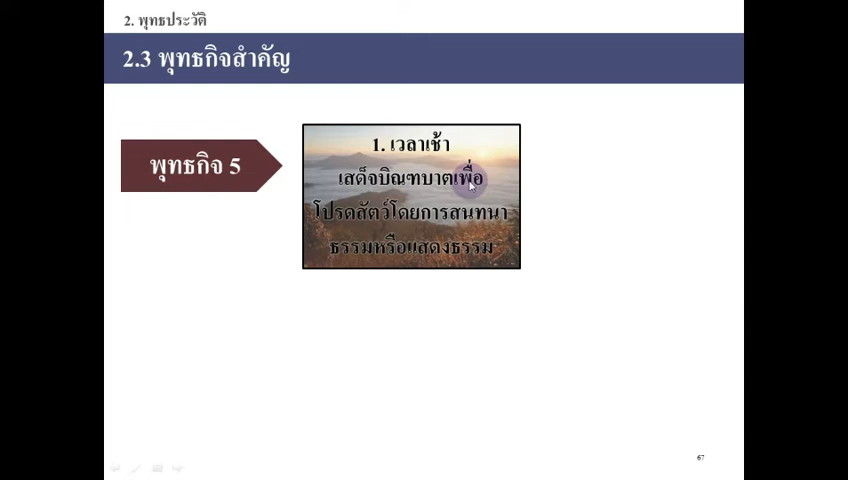 2. พุทธประวัติ
2.3 พุทธกิจสำคัญ
พุทธกิจ 5
1. เวลาเช้า
เสด็จบิณฑบาตเพื่อ
โปรดสัตว์โดยการสนทนา
ธรรมหรือแสดงธรรม
67